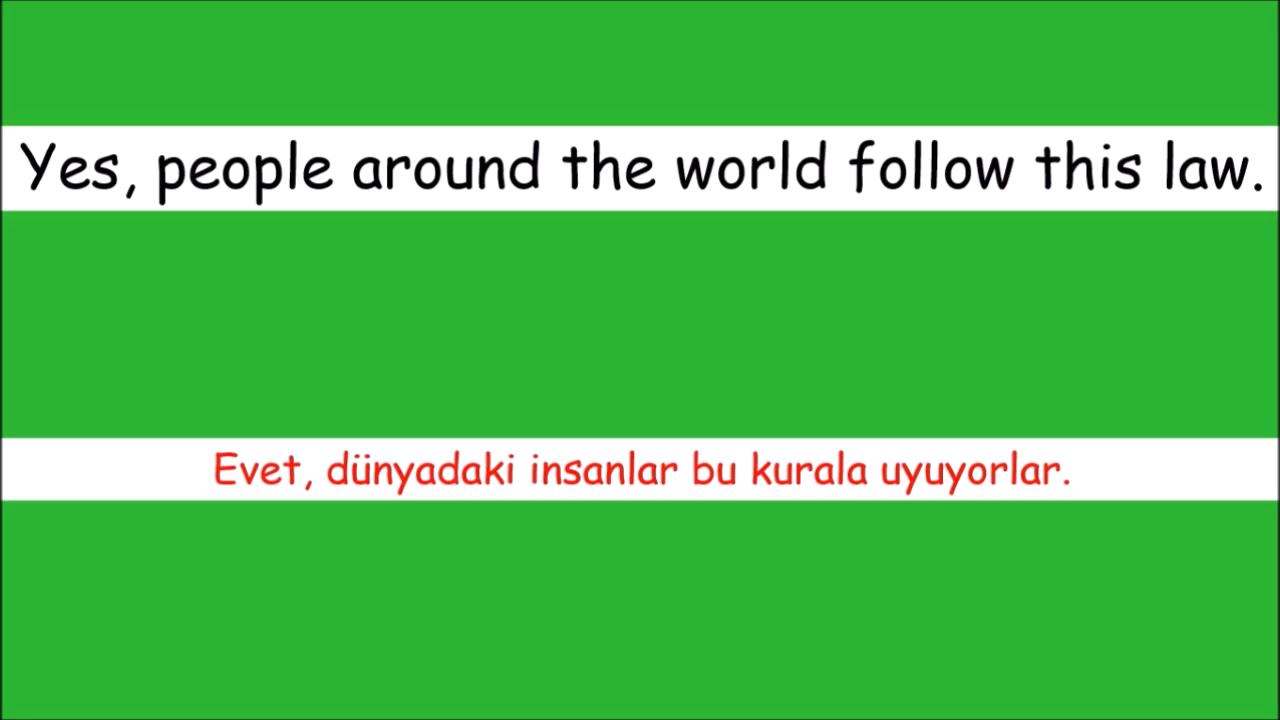 Yes, people around the world follow this law.
Evet, dünyadaki insanlar bu kurala uyuyorlar.